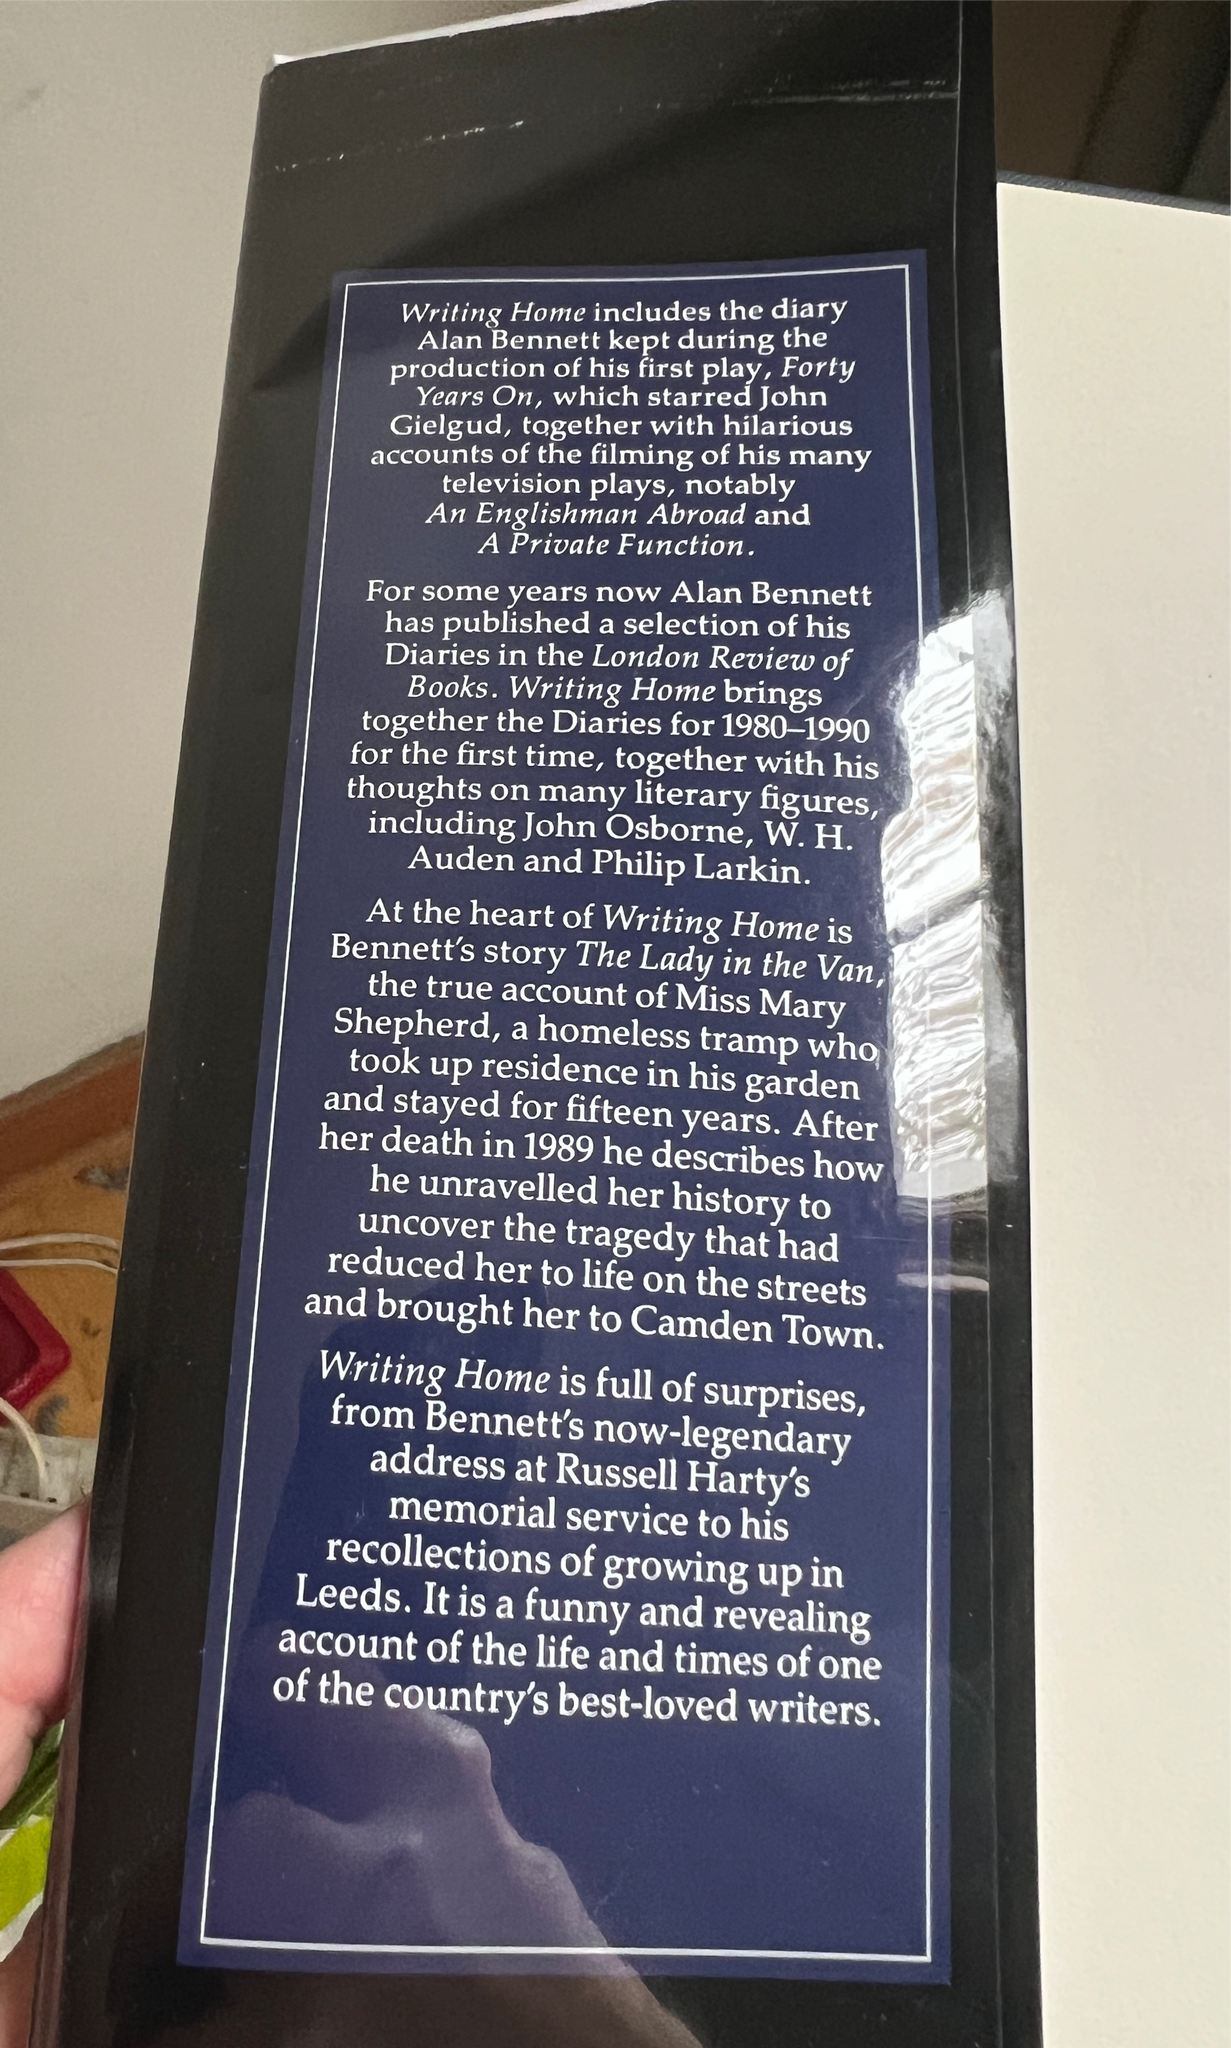 Writing Home includes the diary
Alan Bennett kept during the
production of his first play, Forty
Years On, which starred John
Gielgud, together with hilarious
accounts of the filming of his many
television plays, notably
An Englishman Abroad and
A Private Function.
For some years now Alan Bennett
has published a selection of his
Diaries in the London Review of
Books. Writing Home brings
together the Diaries for 1980–1990
for the first time, together with his
thoughts on many literary figures,
including John Osborne, W. H.
Auden and Philip Larkin.
At the heart of Writing Home is
Bennett's story The Lady in the Van,
the true account of Miss Mary
Shepherd, a homeless tramp who
took up residence in his garden
and stayed for fifteen years. After
her death in 1989 he describes how
he unravelled her history to
uncover the tragedy that had
reduced her to life on the streets
and brought her to Camden Town.
Writing Home is full of surprises,
from Bennett's now-legendary
address at Russell Harty's
memorial service to his
recollections of growing up in
Leeds. It is a funny and revealing
account of the life and times of one
of the country's best-loved writers.